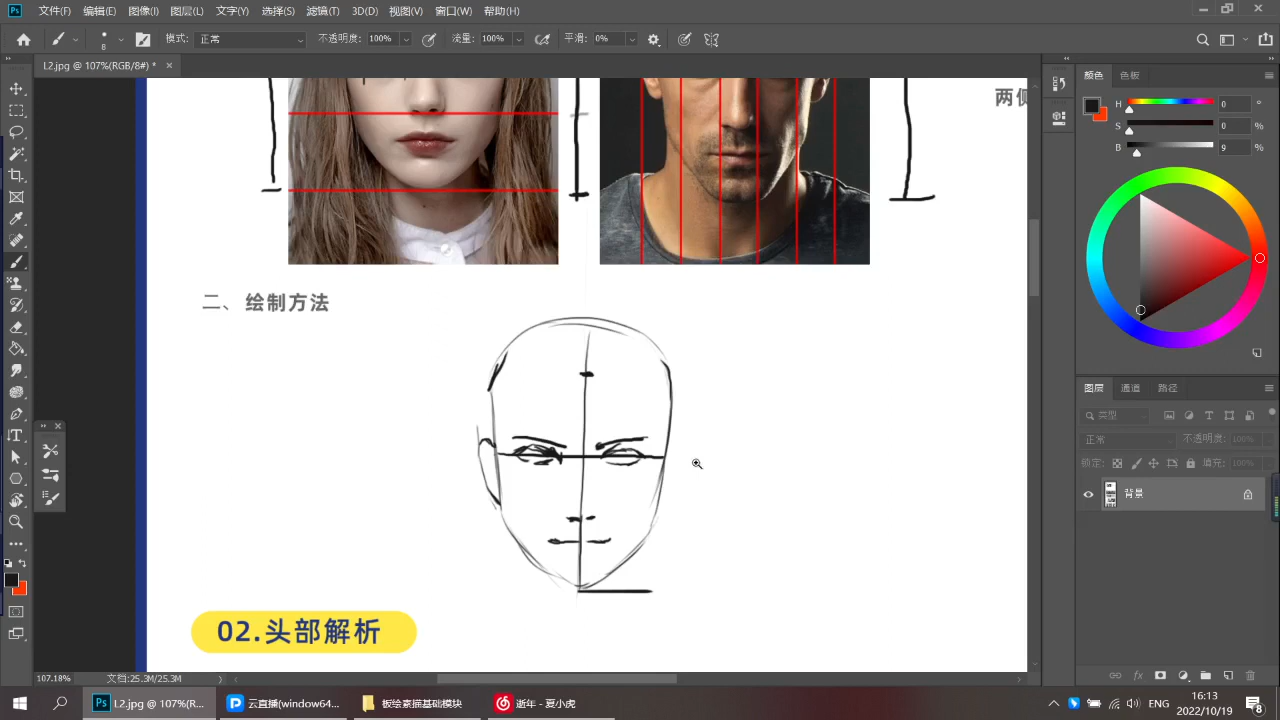 Ps 文件(F) 编辑(E) 图像(I) 图层(L) 文字(Y) 选择(S) 滤镜(T) 3D(D) 视图(V) 窗口(W) 帮助(H)
8 模式: 正常 不透明度: 100% 流量: 100% 平滑: 0%
L2.jpg @ 107%(RGB/8#) * ×
颜色 色板
H 0 °
S 0 %
B 9 %
两侧
二、 绘制方法
02.头部解析
图层 通道 路径
类型
正常 不透明度: 100%
锁定: 填充: 100%
背景
107.18% 文档:25.3M/25.3M
Ps L2.jpg @ 107%(R...
云直播(window64...
板绘素描基础模块
逝年 - 夏小虎
ENG
16:13
2022/10/19
8